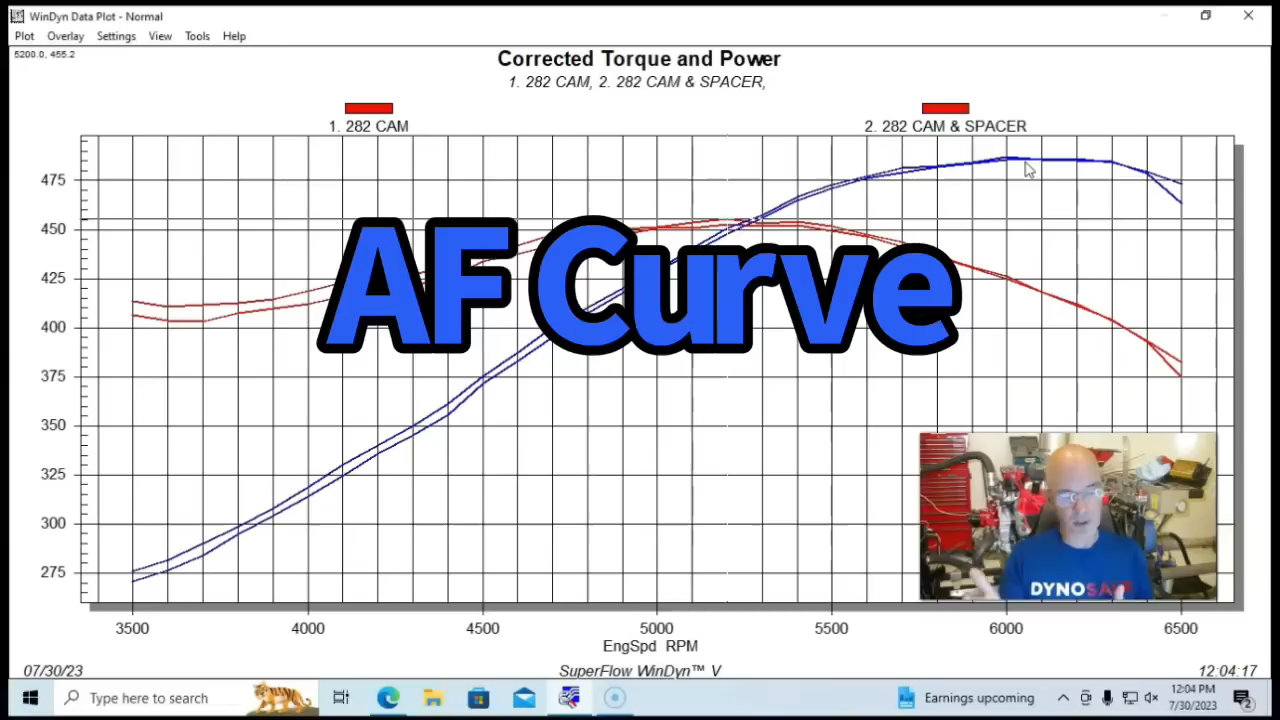 WinDyn Data Plot - Normal
Plot Overlay Settings View Tools Help
5200.0, 455.2
Corrected Torque and Power
1. 282 CAM, 2. 282 CAM & SPACER,
1. 282 CAM
2. 282 CAM & SPACER
475
450
425
400
375
350
325
300
275
AF Curve
DYNOSA
3500 4000 4500 5000 5500 6000 6500
EngSpd RPM
07/30/23 SuperFlow WinDyn™ V 12:04:17
Type here to search
Earnings upcoming
12:04 PM
7/30/2023
2